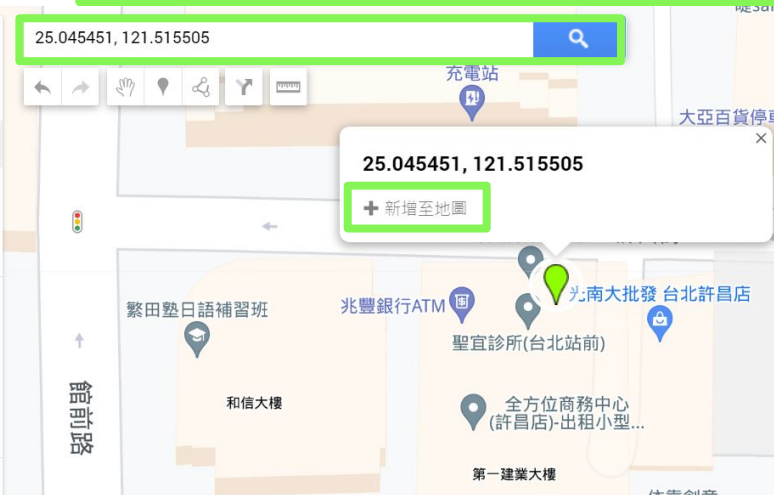 25.045451, 121.515505
充電站
大亞百貨停車
25.045451, 121.515505
新增至地圖
繁田塾日語補習班
兆豐銀行ATM
光南大批發 台北許昌店
聖宜診所(台北站前)
館前路
和信大樓
全方位商務中心
(許昌店)-出租小型...
第一建業大樓